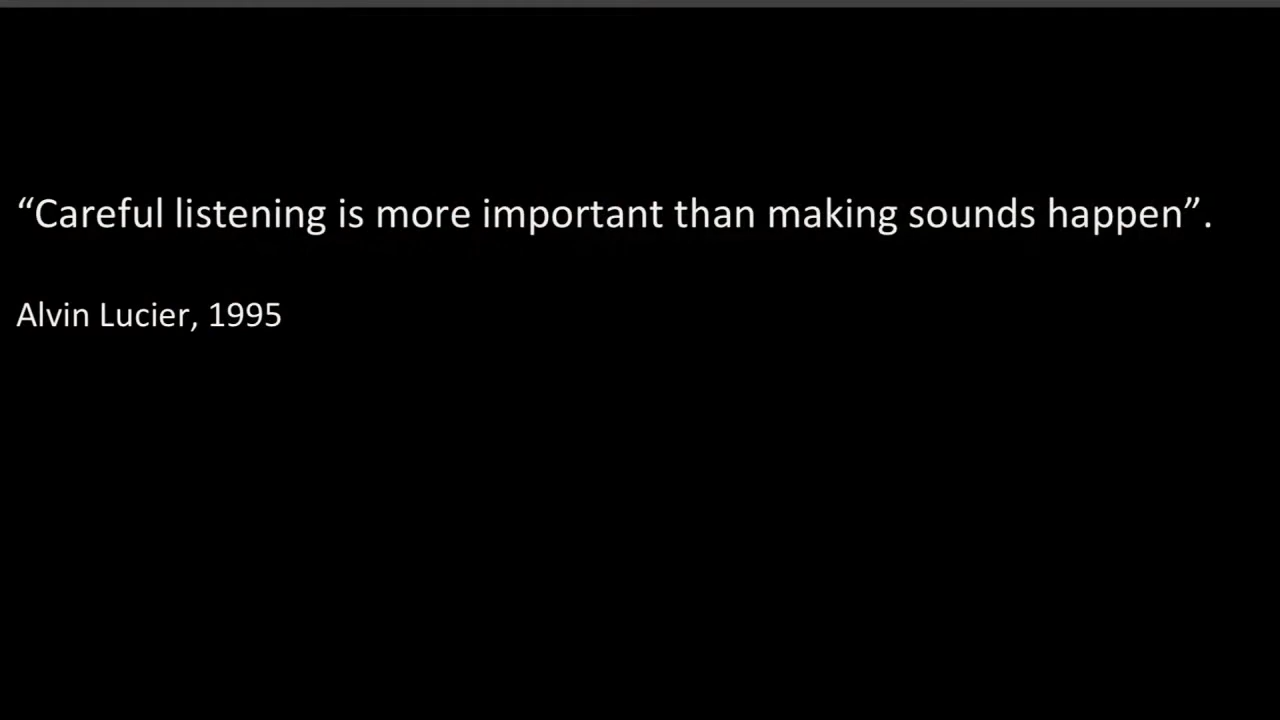 “Careful listening is more important than making sounds happen”.
Alvin Lucier, 1995